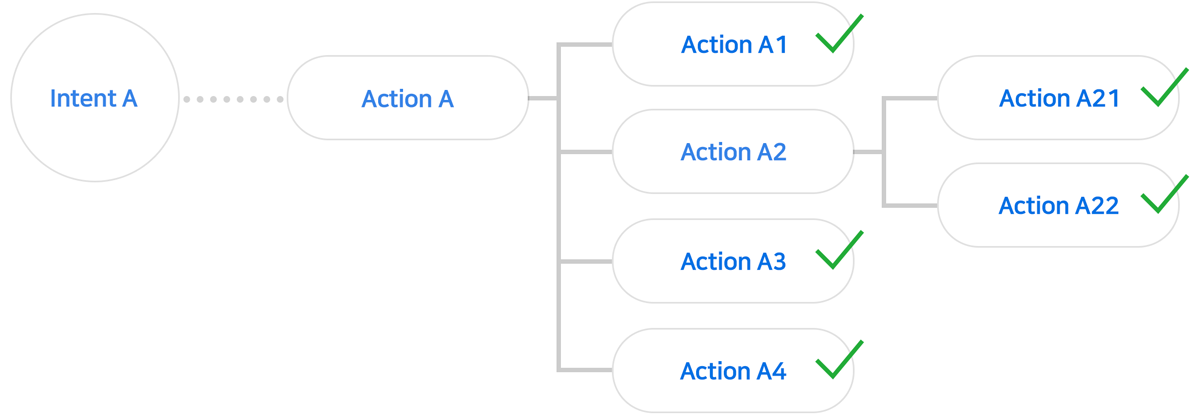 Intent A
Action A
Action A1
Action A2
Action A3
Action A4
Action A21
Action A22